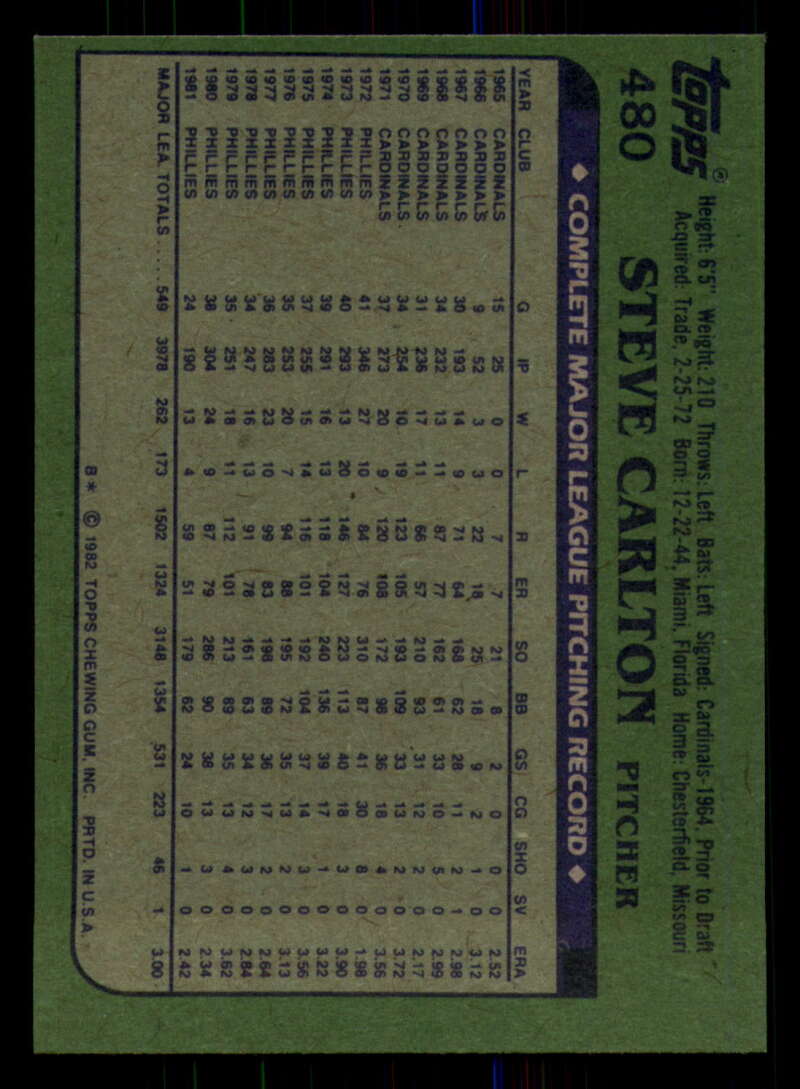 TOPPS® Height: 6'5" Weight: 210 Throws: Left Bats: Left Signed: Cardinals-1964, Prior to Draft
Acquired: Trade, 2-25-72 Born: 12-22-44, Miami, Florida Home: Chesterfield, Missouri
480 STEVE CARLTON PITCHER
◆ COMPLETE MAJOR LEAGUE PITCHING RECORD ◆
YEAR CLUB G IP W L R ER SO BB GS CG SHO SV ERA
1965 CARDINALS 15 25 0 0 7 7 21 8 2 0 0 0 2.52
1966 CARDINALS 9 52 3 3 22 18 25 18 9 2 1 0 3.12
1967 CARDINALS 30 193 14 9 71 64 168 62 28 11 2 1 2.98
1968 CARDINALS 34 232 13 11 87 77 162 61 33 10 5 0 2.99
1969 CARDINALS 31 236 17 11 66 57 210 93 31 12 2 0 2.17
1970 CARDINALS 34 254 10 19 123 105 193 109 33 13 2 0 3.72
1971 CARDINALS 37 273 20 9 120 108 172 98 36 18 4 0 3.56
1972 PHILLIES 41 346 27 10 84 76 310 87 41 30 8 0 1.98
1973 PHILLIES 40 293 13 20 146 127 223 113 40 18 3 0 3.90
1974 PHILLIES 39 291 16 13 118 104 240 136 39 17 1 0 3.22
1975 PHILLIES 37 255 15 14 116 101 192 104 37 14 3 0 3.56
1976 PHILLIES 35 253 20 7 94 88 195 72 35 13 2 0 3.13
1977 PHILLIES 36 283 23 10 99 83 198 89 36 17 2 0 2.64
1978 PHILLIES 34 247 16 13 91 78 161 63 34 12 3 0 2.84
1979 PHILLIES 35 251 18 11 112 101 213 89 35 13 4 0 3.62
1980 PHILLIES 38 304 24 9 87 79 286 90 38 13 3 0 2.34
1981 PHILLIES 24 190 13 4 59 51 179 62 24 10 1 0 2.42
MAJOR LEA. TOTALS ..... 549 3978 262 173 1502 1324 3148 1354 531 223 46 1 3.00
8* © 1982 TOPPS CHEWING GUM, INC. PRTD. IN U.S.A.